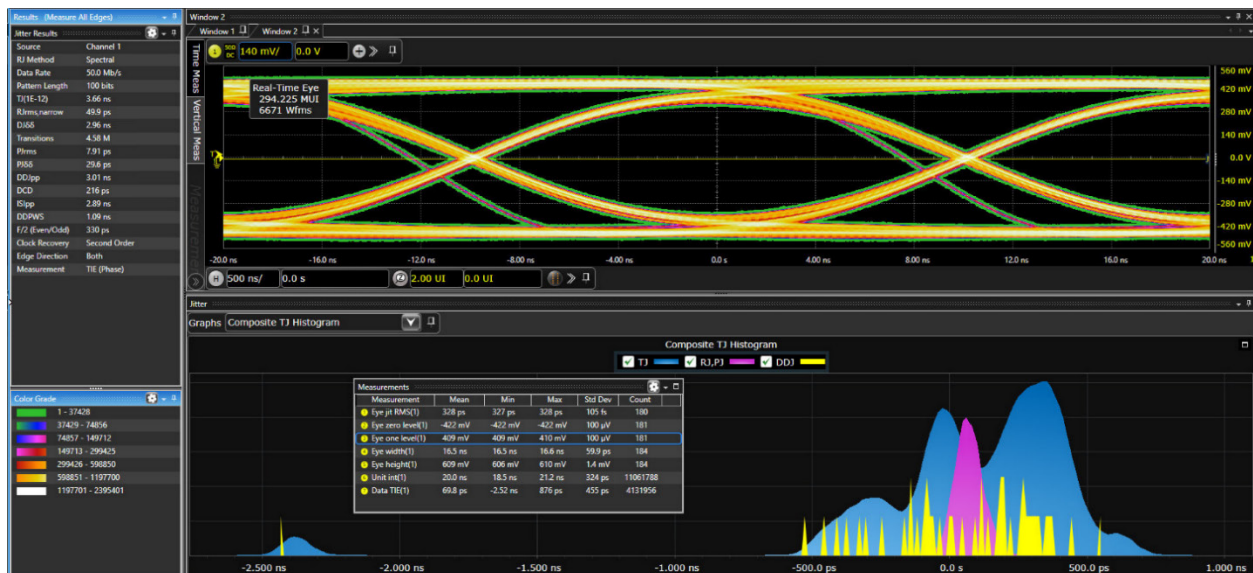 Results (Measure All Edges)
Jitter Results
Source Channel 1
RJ Method Spectral
Data Rate 50.0 Mb/s
Pattern Length 100 bits
TJ(1E-12) 3.66 ns
RJrms,narrow 49.9 ps
DJδδ 2.96 ns
Transitions 4.58 M
PJrms 7.91 ps
PJδδ 29.6 ps
DDJpp 3.01 ns
DCD 216 ps
ISIpp 2.89 ns
DDPWS 1.09 ns
F/2 (Even/Odd) 330 ps
Clock Recovery Second Order
Edge Direction Both
Measurement TIE (Phase)
Color Grade
1 - 37428
37429 - 74856
74857 - 149712
149713 - 299425
299426 - 598850
598851 - 1197700
1197701 - 2395401
Window 2
Window 1 Window 2
Time Meas
Vertical Meas
Measurements
1 50Ω DC 140 mV/ 0.0 V
Real-Time Eye
294.225 MUI
6671 Wfms
560 mV
420 mV
280 mV
140 mV
0.0 V
-140 mV
-280 mV
-420 mV
-560 mV
-20.0 ns -16.0 ns -12.0 ns -8.00 ns -4.00 ns 0.0 s 4.00 ns 8.00 ns 12.0 ns 16.0 ns 20.0 ns
H 500 ns/ 0.0 s Z 2.00 UI 0.0 UI
Jitter
Graphs Composite TJ Histogram
Composite TJ Histogram
TJ RJ,PJ DDJ
Measurements
Measurement Mean Min Max Std Dev Count
Eye jit RMS(1) 328 ps 327 ps 328 ps 105 fs 180
Eye zero level(1) -422 mV -422 mV -422 mV 100 µV 181
Eye one level(1) 409 mV 409 mV 410 mV 100 µV 181
Eye width(1) 16.5 ns 16.5 ns 16.6 ns 59.9 ps 184
Eye height(1) 609 mV 606 mV 610 mV 1.4 mV 184
Unit int(1) 20.0 ns 18.5 ns 21.2 ns 324 ps 11061788
Data TIE(1) 69.8 ps -2.52 ns 876 ps 455 ps 4131956
-2.500 ns -2.000 ns -1.500 ns -1.000 ns -500.0 ps 0.0 s 500.0 ps 1.000 ns